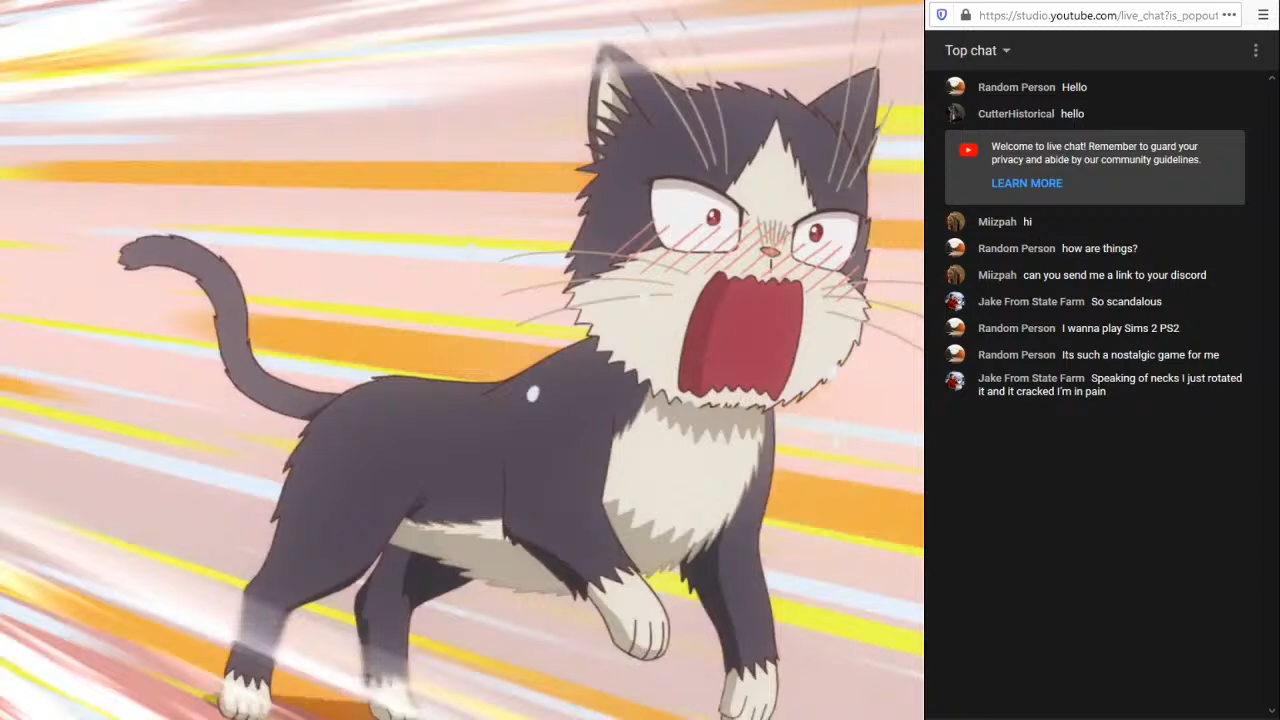 https://studio.youtube.com/live_chat?is_popout
Top chat
Random Person Hello
CutterHistorical hello
Welcome to live chat! Remember to guard your
privacy and abide by our community guidelines.
LEARN MORE
Miizpah hi
Random Person how are things?
Miizpah can you send me a link to your discord
Jake From State Farm So scandalous
Random Person I wanna play Sims 2 PS2
Random Person Its such a nostalgic game for me
Jake From State Farm Speaking of necks I just rotated
it and it cracked I'm in pain